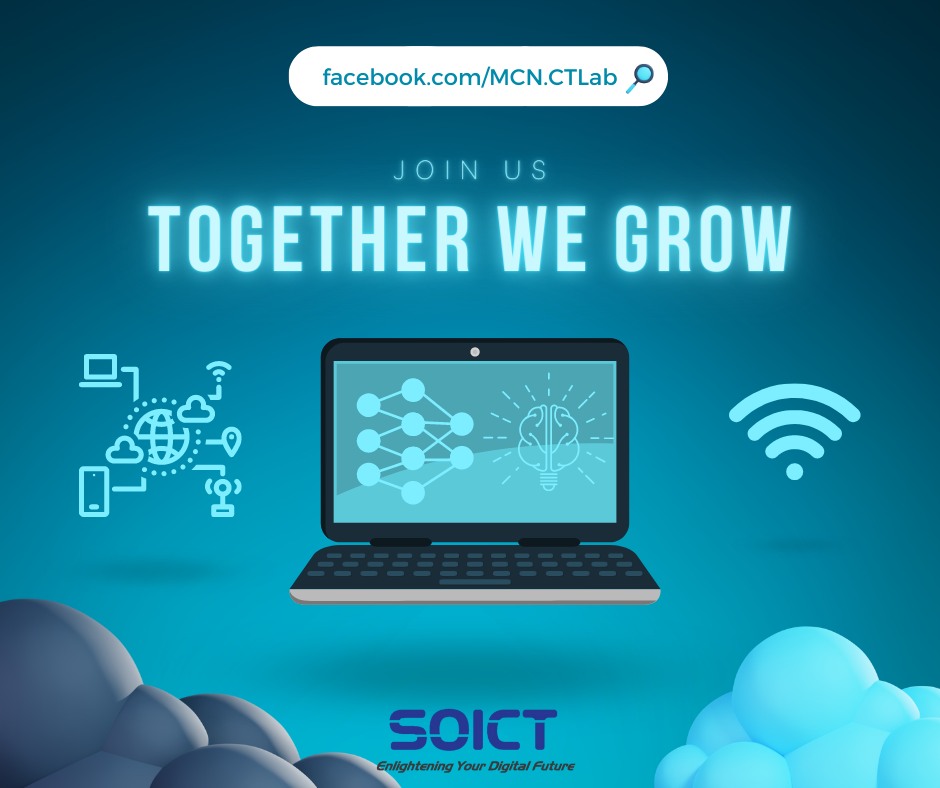 facebook.com/MCN.CTLab
JOIN US
TOGETHER WE GROW
SOICT
Enlightening Your Digital Future